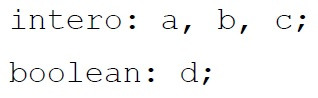 intero: a, b, c;
boolean: d;